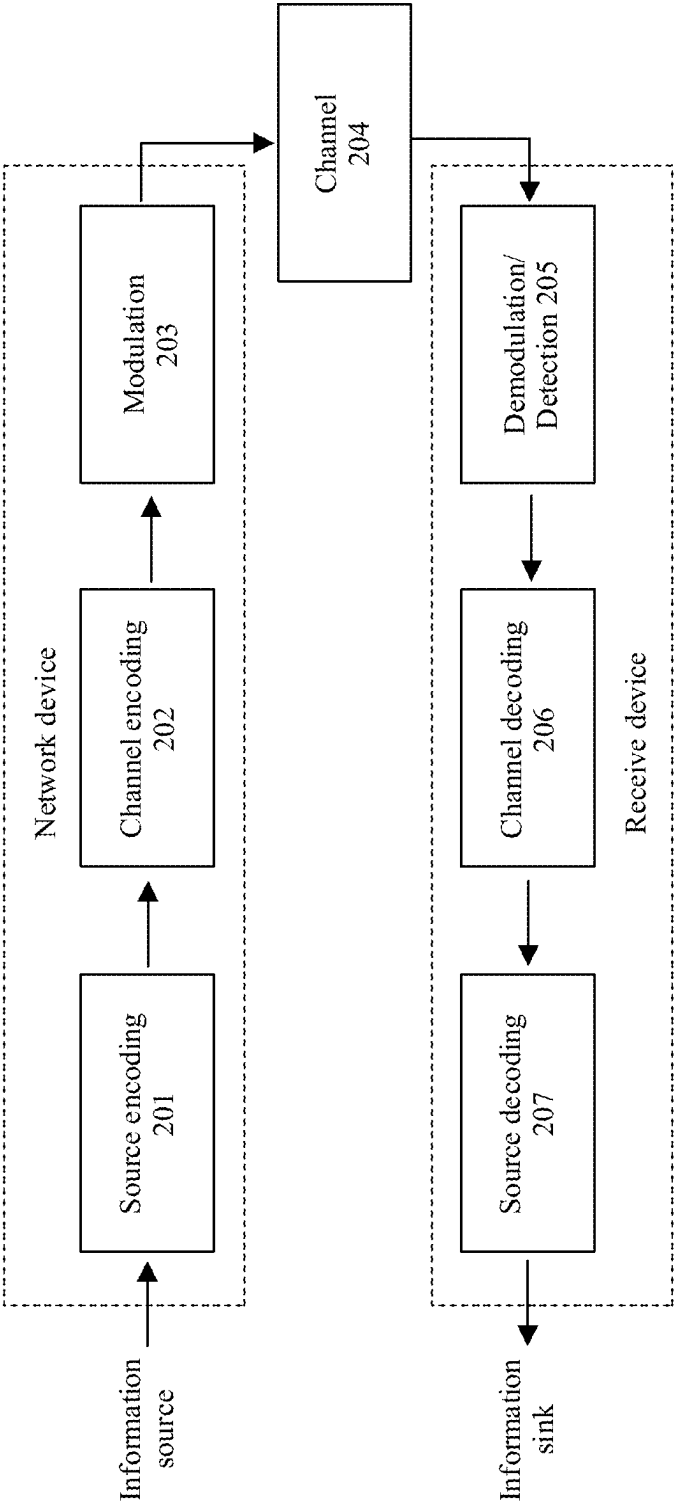 Network device
Information
source
Source encoding
201
Channel encoding
202
Modulation
203
Channel
204
Demodulation/
Detection 205
Channel decoding
206
Source decoding
207
Information
sink
Receive device